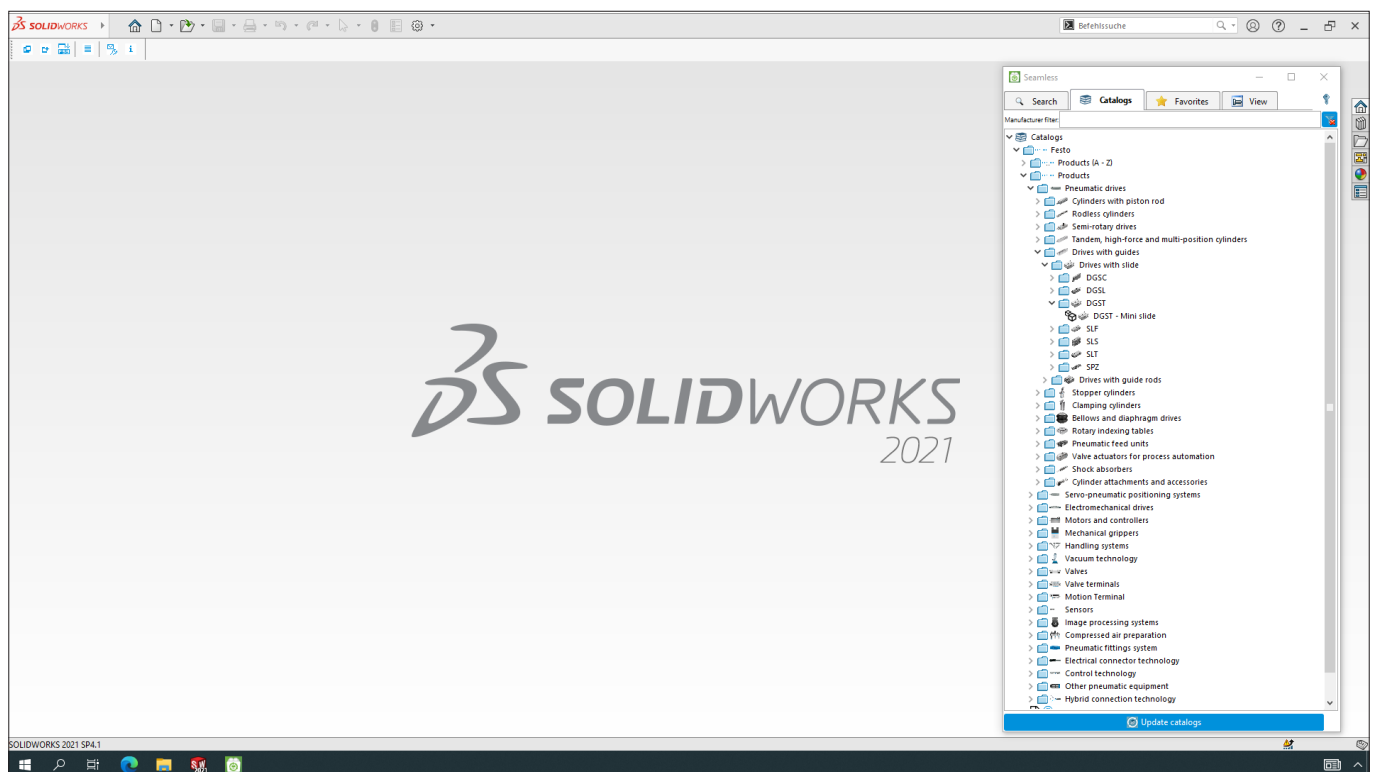 SOLIDWORKS
Befehlssuche
Seamless
Search
Catalogs
Favorites
View
Manufacturer filter:
Catalogs
Festo
Products (A - Z)
Products
Pneumatic drives
Cylinders with piston rod
Rodless cylinders
Semi-rotary drives
Tandem, high-force and multi-position cylinders
Drives with guides
Drives with slide
DGSC
DGSL
DGST
DGST - Mini slide
SLF
SLS
SLT
SPZ
Drives with guide rods
Stopper cylinders
Clamping cylinders
Bellows and diaphragm drives
Rotary indexing tables
Pneumatic feed units
Valve actuators for process automation
Shock absorbers
Cylinder attachments and accessories
Servo-pneumatic positioning systems
Electromechanical drives
Motors and controllers
Mechanical grippers
Handling systems
Vacuum technology
Valves
Valve terminals
Motion Terminal
Sensors
Image processing systems
Compressed air preparation
Pneumatic fittings system
Electrical connector technology
Control technology
Other pneumatic equipment
Hybrid connection technology
Update catalogs
SOLIDWORKS
2021
SOLIDWORKS 2021 SP4.1
SW
2021